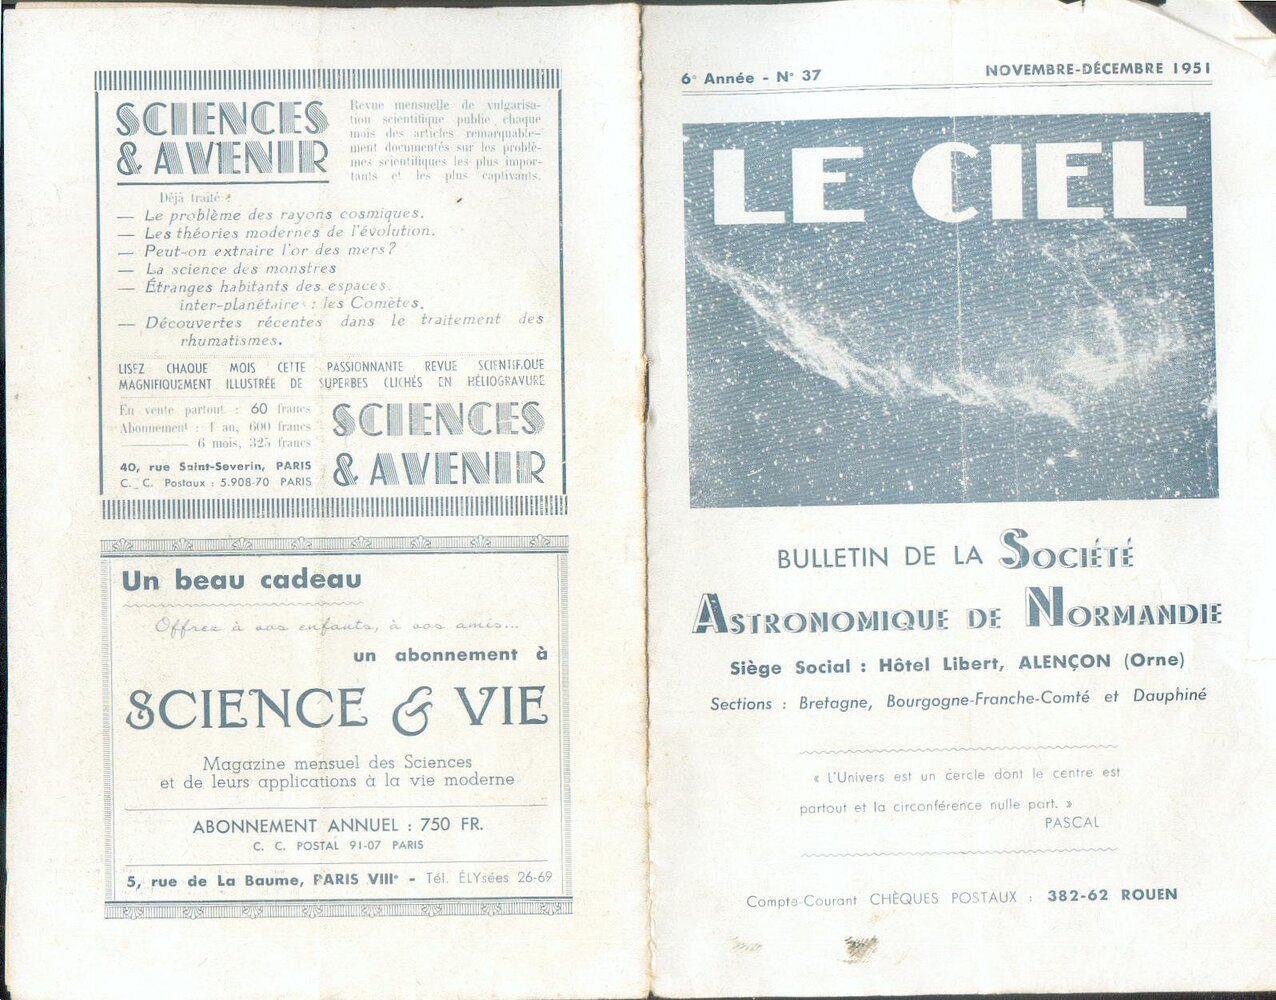 SCIENCES
& AVENIR
Revue mensuelle de vulgarisa-
tion scientifique publie chaque
mois des articles remarquable-
ment documentés sur les problè-
mes scientifiques les plus impor-
tants et les plus captivants.
Déjà traité :
— Le problème des rayons cosmiques.
— Les théories modernes de l'évolution.
— Peut-on extraire l'or des mers ?
— La science des monstres
— Étranges habitants des espaces
inter-planétaires : les Comètes.
— Découvertes récentes dans le traitement des
rhumatismes.
LISEZ CHAQUE MOIS CETTE PASSIONNANTE REVUE SCIENTIFIQUE
MAGNIFIQUEMENT ILLUSTRÉE DE SUPERBES CLICHÉS EN HÉLIOGRAVURE
En vente partout : 60 francs
Abonnement : 1 an, 600 francs
6 mois, 325 francs
40, rue Saint-Severin, PARIS
C. C. Postaux : 5.908-70 PARIS
SCIENCES
& AVENIR
Un beau cadeau
Offrez à vos enfants, à vos amis...
un abonnement à
SCIENCE & VIE
Magazine mensuel des Sciences
et de leurs applications à la vie moderne
ABONNEMENT ANNUEL : 750 FR.
C. C. POSTAL 91-07 PARIS
5, rue de La Baume, PARIS VIIIe - Tél. ÉLYsées 26-69
6e Année - N° 37
NOVEMBRE-DÉCEMBRE 1951
LE CIEL
BULLETIN DE LA SOCIÉTÉ
ASTRONOMIQUE DE NORMANDIE
Siège Social : Hôtel Libert, ALENÇON (Orne)
Sections : Bretagne, Bourgogne-Franche-Comté et Dauphiné
« L'Univers est un cercle dont le centre est
partout et la circonférence nulle part. »
PASCAL
Compte-Courant CHÈQUES POSTAUX : 382-62 ROUEN